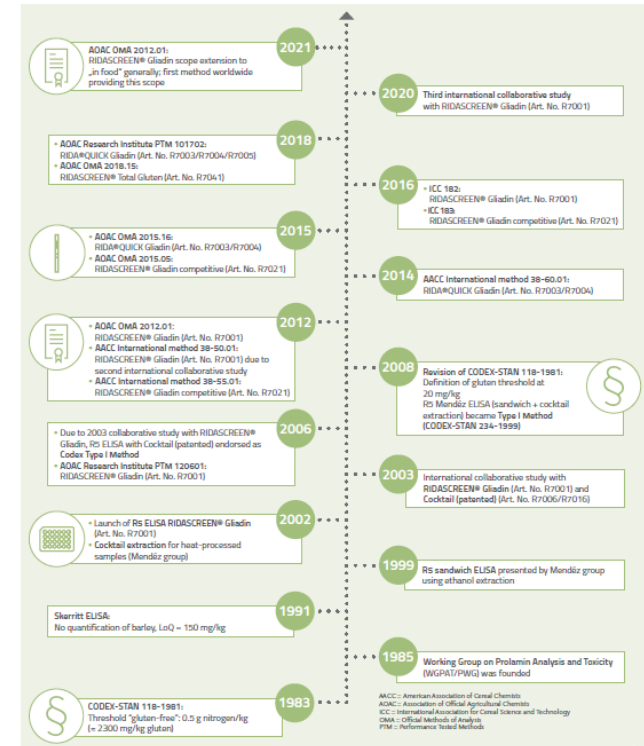 2021
AOAC OMA 2012.01:
RIDASCREEN® Gliadin scope extension to
„in food" generally; first method worldwide
providing this scope
2020
Third international collaborative study
with RIDASCREEN® Gliadin (Art. No. R7001)
2018
• AOAC Research Institute PTM 101702:
RIDA®QUICK Gliadin (Art. No. R7003/R7004/R7005)
• AOAC OMA 2018.15:
RIDASCREEN® Total Gluten (Art. No. R7041)
2016
• ICC 182:
RIDASCREEN® Gliadin (Art. No. R7001)
• ICC 183:
RIDASCREEN® Gliadin competitive (Art. No. R7021)
2015
• AOAC OMA 2015.16:
RIDA®QUICK Gliadin (Art. No. R7003/R7004)
• AOAC OMA 2015.05:
RIDASCREEN® Gliadin competitive (Art. No. R7021)
2014
AACC International method 38-60.01:
RIDA®QUICK Gliadin (Art. No. R7003/R7004)
2012
• AOAC OMA 2012.01:
RIDASCREEN® Gliadin (Art. No. R7001)
• AACC International method 38-50.01:
RIDASCREEN® Gliadin (Art. No. R7001) due to
second international collaborative study
• AACC International method 38-55.01:
RIDASCREEN® Gliadin competitive (Art. No. R7021)
2008
Revision of CODEX-STAN 118-1981:
Definition of gluten threshold at
20 mg/kg
R5 Mendéz ELISA (sandwich + cocktail
extraction) became Type I Method
(CODEX-STAN 234-1999)
§
2006
• Due to 2003 collaborative study with RIDASCREEN®
Gliadin, R5 ELISA with Cocktail (patented) endorsed as
Codex Type I Method
• AOAC Research Institute PTM 120601:
RIDASCREEN® Gliadin (Art. No. R7001)
2003
International collaborative study with
RIDASCREEN® Gliadin (Art. No. R7001) and
Cocktail (patented) (Art. No. R7006/R7016)
2002
• Launch of R5 ELISA RIDASCREEN® Gliadin
(Art. No. R7001)
• Cocktail extraction for heat-processed
samples (Mendéz group)
1999
R5 sandwich ELISA presented by Mendéz group
using ethanol extraction
1991
Skerritt ELISA:
No quantification of barley, LoQ = 150 mg/kg
1985
Working Group on Prolamin Analysis and Toxicity
(WGPAT/PWG) was founded
1983
§
CODEX-STAN 118-1981:
Threshold "gluten-free": 0.5 g nitrogen/kg
(= 2300 mg/kg gluten)
AACC :: American Association of Cereal Chemists
AOAC :: Association of Official Agricultural Chemists
ICC :: International Association for Cereal Science and Technology
OMA :: Official Methods of Analysis
PTM :: Performance Tested Methods